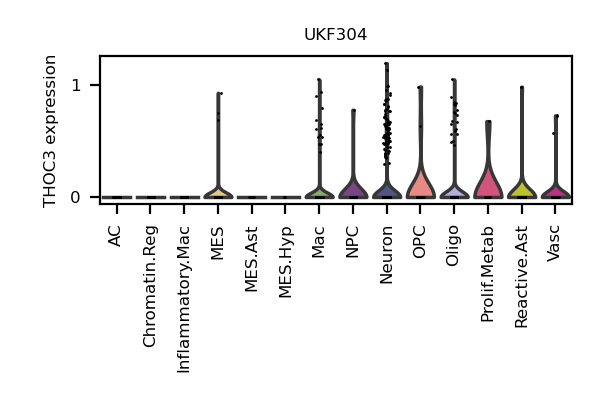 UKF304
THOC3 expression
1
0
AC
Chromatin.Reg
Inflammatory.Mac
MES
MES.Ast
MES.Hyp
Mac
NPC
Neuron
OPC
Oligo
Prolif.Metab
Reactive.Ast
Vasc